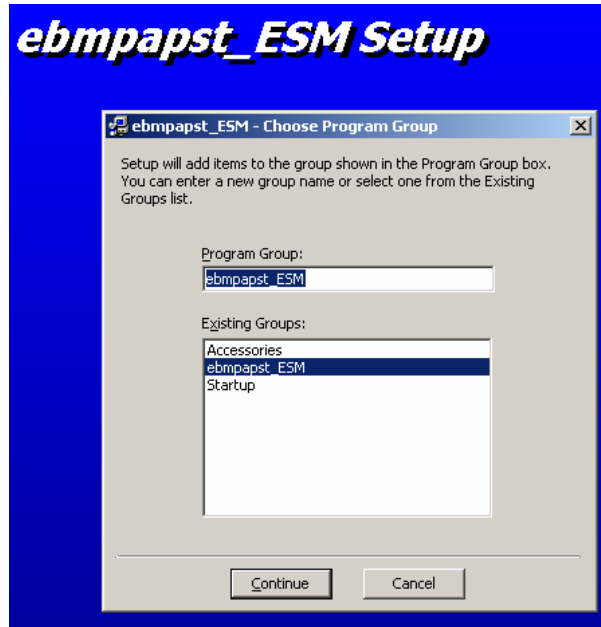 ebmpapst_ESM Setup
ebmpapst_ESM - Choose Program Group
Setup will add items to the group shown in the Program Group box.
You can enter a new group name or select one from the Existing
Groups list.
Program Group:
ebmpapst_ESM
Existing Groups:
Accessories
ebmpapst_ESM
Startup
Continue
Cancel